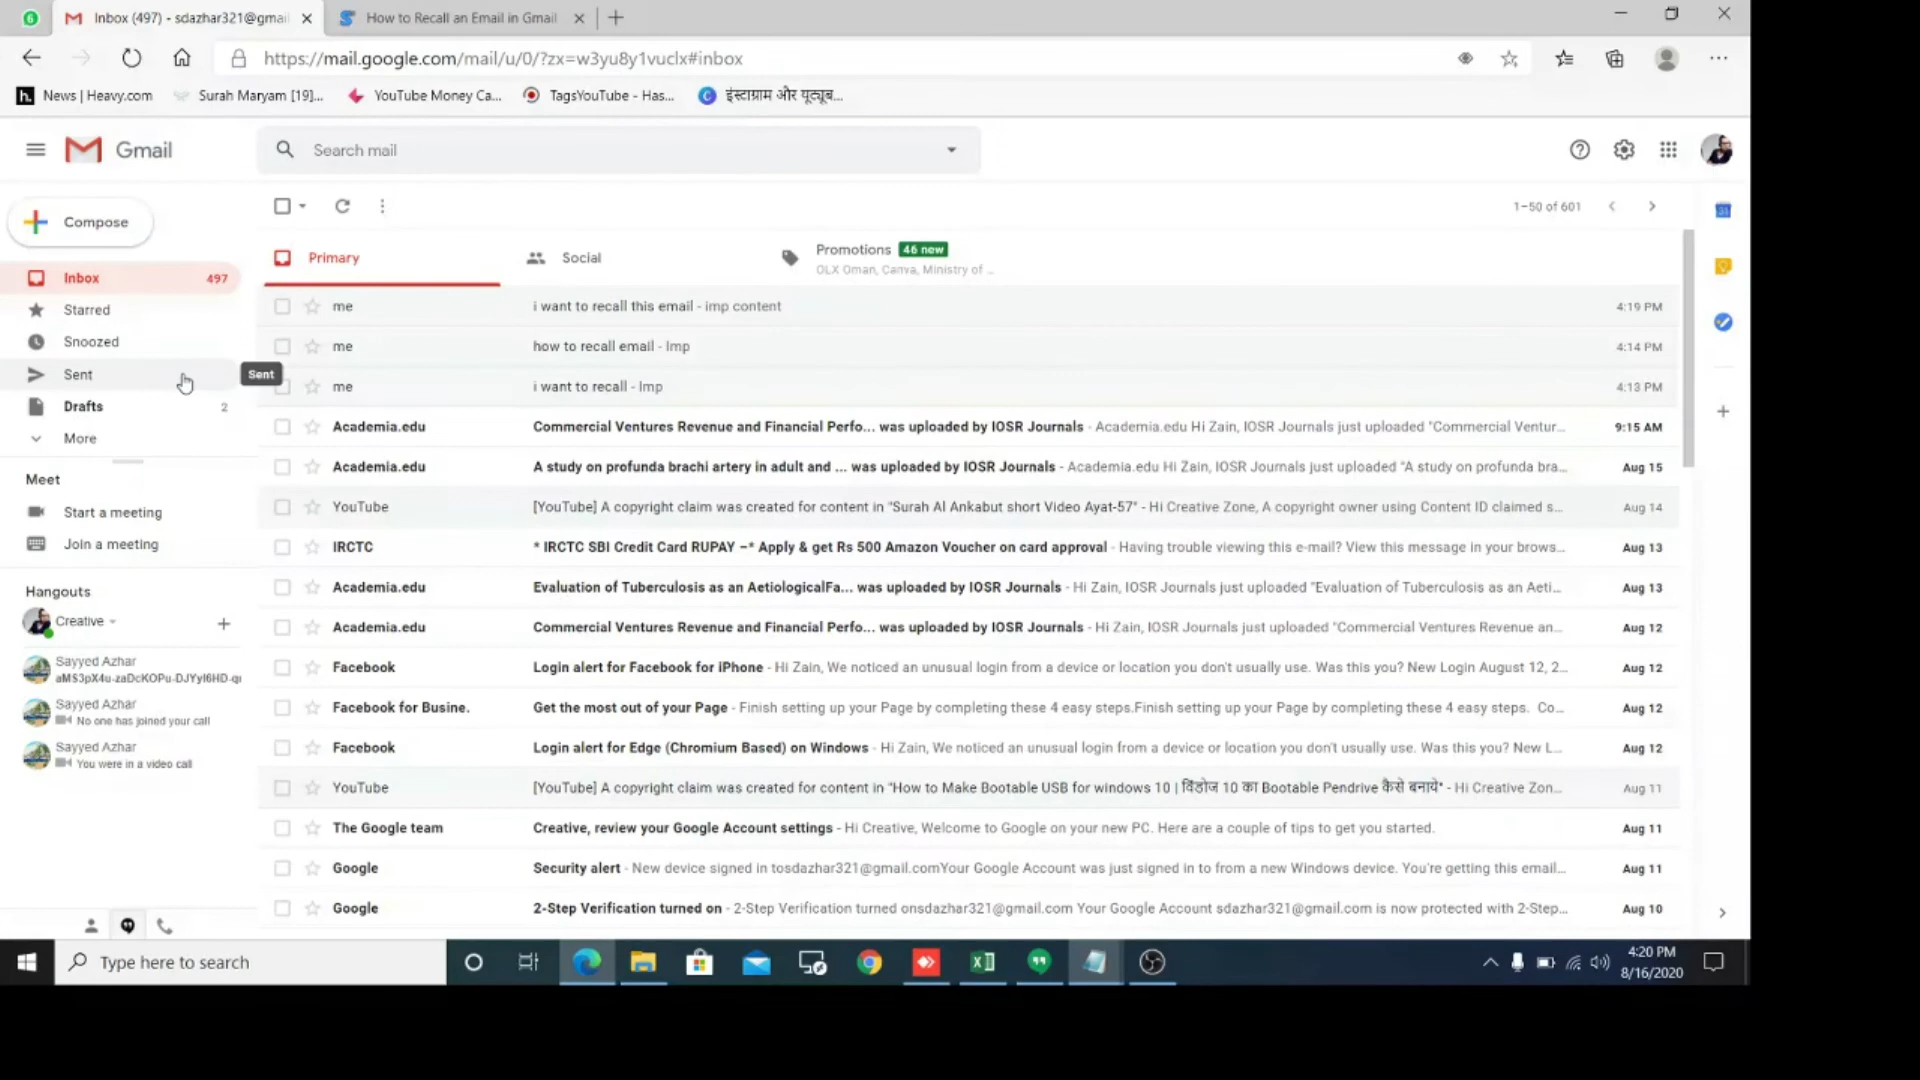 6
Inbox (497) - sdazhar321@gmai
How to Recall an Email in Gmail
https://mail.google.com/mail/u/0/?zx=w3yu8y1vuclx#inbox
h. News | Heavy.com
Surah Maryam [19]...
YouTube Money Ca...
TagsYouTube - Has...
C इंस्टाग्राम और यूट्यूब...
Gmail
Search mail
Compose
1–50 of 601
Primary
Social
Promotions 46 new
OLX Oman, Canva, Ministry of ...
31
Inbox 497
Starred
Snoozed
Sent
Sent
Drafts 2
More
Meet
Start a meeting
Join a meeting
Hangouts
Creative
Sayyed Azhar
Sayyed Azhar
No one has joined your call
Sayyed Azhar
You were in a video call
me i want to recall this email - imp content 4:19 PM
me how to recall email - Imp 4:14 PM
me i want to recall - Imp 4:13 PM
Academia.edu Commercial Ventures Revenue and Financial Perfo... was uploaded by IOSR Journals - Academia.edu Hi Zain, IOSR Journals just uploaded "Commercial Ventur... 9:15 AM
Academia.edu A study on profunda brachi artery in adult and ... was uploaded by IOSR Journals - Academia.edu Hi Zain, IOSR Journals just uploaded "A study on profunda bra... Aug 15
YouTube [YouTube] A copyright claim was created for content in "Surah Al Ankabut short Video Ayat-57" - Hi Creative Zone, A copyright owner using Content ID claimed s... Aug 14
IRCTC * IRCTC SBI Credit Card RUPAY –* Apply & get Rs 500 Amazon Voucher on card approval - Having trouble viewing this e-mail? View this message in your brows... Aug 13
Academia.edu Evaluation of Tuberculosis as an AetiologicalFa... was uploaded by IOSR Journals - Hi Zain, IOSR Journals just uploaded "Evaluation of Tuberculosis as an Aeti... Aug 13
Academia.edu Commercial Ventures Revenue and Financial Perfo... was uploaded by IOSR Journals - Hi Zain, IOSR Journals just uploaded "Commercial Ventures Revenue an... Aug 12
Facebook Login alert for Facebook for iPhone - Hi Zain, We noticed an unusual login from a device or location you don't usually use. Was this you? New Login August 12, 2... Aug 12
Facebook for Busine. Get the most out of your Page - Finish setting up your Page by completing these 4 easy steps.Finish setting up your Page by completing these 4 easy steps. Co... Aug 12
Facebook Login alert for Edge (Chromium Based) on Windows - Hi Zain, We noticed an unusual login from a device or location you don't usually use. Was this you? New L... Aug 12
YouTube [YouTube] A copyright claim was created for content in "How to Make Bootable USB for windows 10 | विंडोज 10 का Bootable Pendrive कैसे बनाये" - Hi Creative Zon... Aug 11
The Google team Creative, review your Google Account settings - Hi Creative, Welcome to Google on your new PC. Here are a couple of tips to get you started. Aug 11
Google Security alert - New device signed in tosdazhar321@gmail.comYour Google Account was just signed in to from a new Windows device. You're getting this email... Aug 11
Google 2-Step Verification turned on - 2-Step Verification turned onsdazhar321@gmail.com Your Google Account sdazhar321@gmail.com is now protected with 2-Step... Aug 10
Type here to search
4:20 PM
8/16/2020